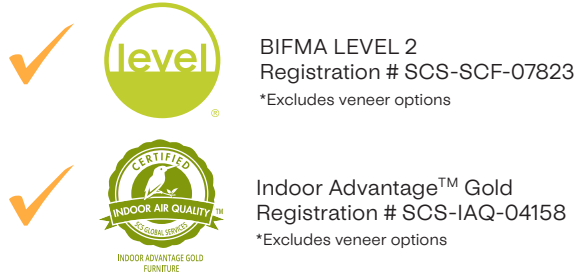 level
®
BIFMA LEVEL 2
Registration # SCS-SCF-07823
*Excludes veneer options
CERTIFIED
INDOOR AIR QUALITY ™
SCS GLOBAL SERVICES
INDOOR ADVANTAGE GOLD
FURNITURE
Indoor Advantage™ Gold
Registration # SCS-IAQ-04158
*Excludes veneer options